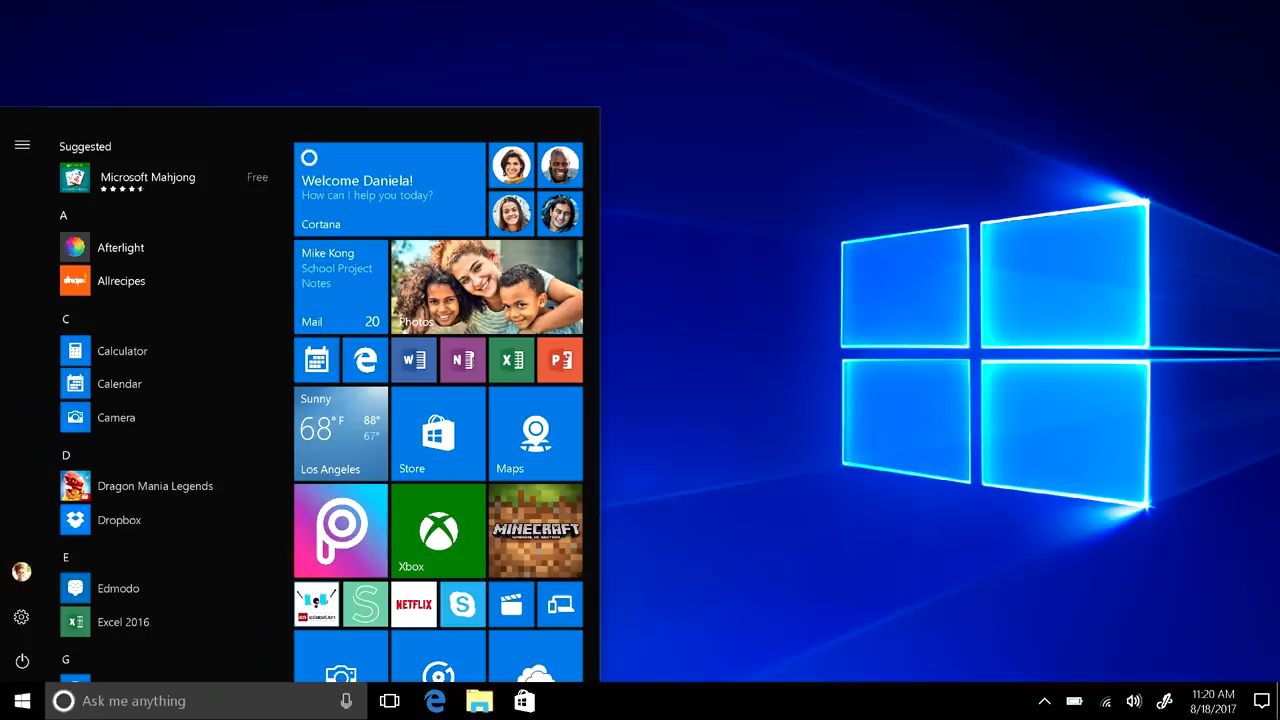 Suggested
Microsoft Mahjong
Free
A
Afterlight
Allrecipes
C
Calculator
Calendar
Camera
D
Dragon Mania Legends
Dropbox
E
Edmodo
Excel 2016
G
Welcome Daniela!
How can I help you today?
Cortana
Mike Kong
School Project
Notes
Mail 20
Photos
W N X P
Sunny
68°F 88°
67°
Los Angeles
Store
Maps
Xbox
MINECRAFT
education
NETFLIX
Ask me anything
11:20 AM
8/18/2017